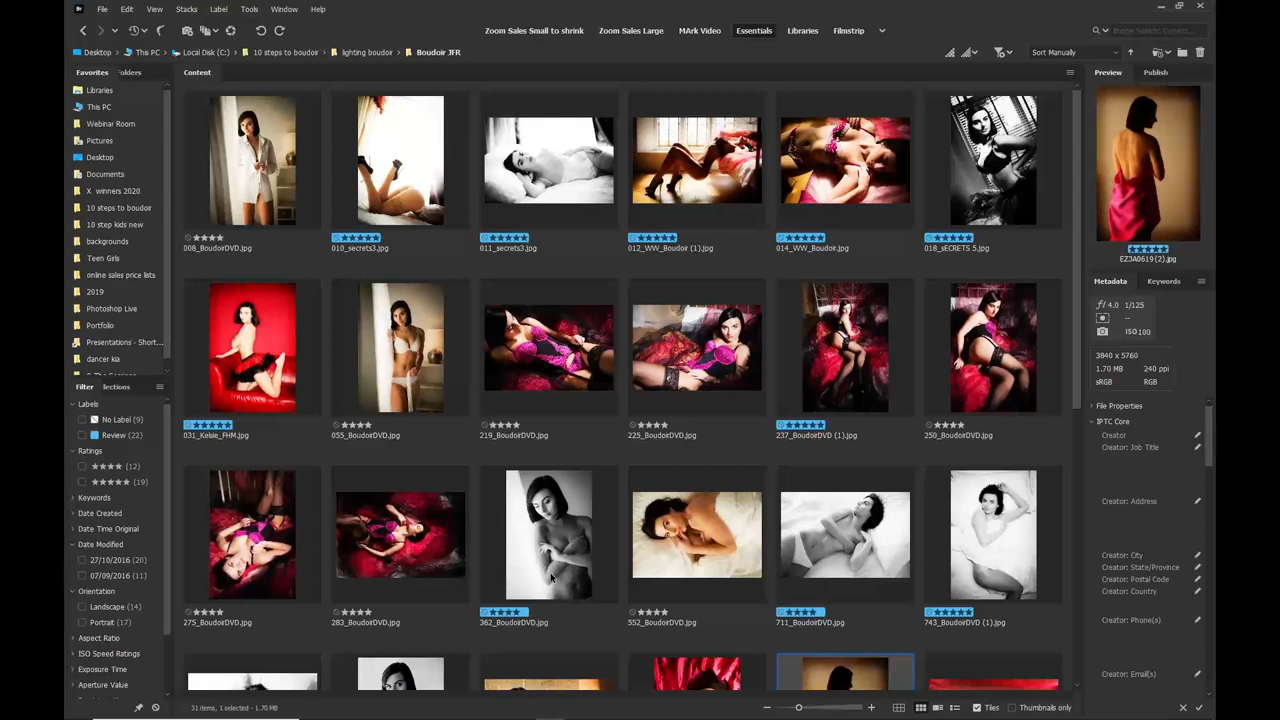 Br File Edit View Stacks Label Tools Window Help
Zoom Sales Small to shrink Zoom Sales Large MArk Video Essentials Libraries Filmstrip
Desktop This PC Local Disk (C:) 10 steps to boudoir lighting boudoir Boudoir JFR Sort Manually
Favorites Folders Content Preview Publish
Libraries
This PC
Webinar Room
Pictures
Desktop
Documents
X winners 2020
10 steps to boudoir
10 step kids new
backgrounds
Teen Girls
online sales price lists
2019
Photoshop Live
Portfolio
Presentations - Short...
dancer kia
Filter lections
Labels
No Label (9)
Review (22)
Ratings
(12)
(19)
Keywords
Date Created
Date Time Original
Date Modified
27/10/2016 (20)
07/09/2016 (11)
Orientation
Landscape (14)
Portrait (17)
Aspect Ratio
ISO Speed Ratings
Exposure Time
Aperture Value
008_BoudoirDVD.jpg 010_secrets3.jpg 011_secrets3.jpg 012_WW_Boudoir (1).jpg 014_WW_Boudoir.jpg 018_sECRETS 5.jpg
031_Kelsie_FHM.jpg 055_BoudoirDVD.jpg 219_BoudoirDVD.jpg 225_BoudoirDVD.jpg 237_BoudoirDVD (1).jpg 250_BoudoirDVD.jpg
275_BoudoirDVD.jpg 283_BoudoirDVD.jpg 362_BoudoirDVD.jpg 552_BoudoirDVD.jpg 711_BoudoirDVD.jpg 743_BoudoirDVD (1).jpg
EZ3A0619(2).jpg
Metadata Keywords
f/ 4.0 1/125
--
ISO100
3840 x 5760
1.70 MB 240 ppi
sRGB RGB
File Properties
IPTC Core
Creator
Creator: Job Title
Creator: Address
Creator: City
Creator: State/Province
Creator: Postal Code
Creator: Country
Creator: Phone(s)
Creator: Email(s)
31 items, 1 selected - 1.70 MB Tiles Thumbnails only